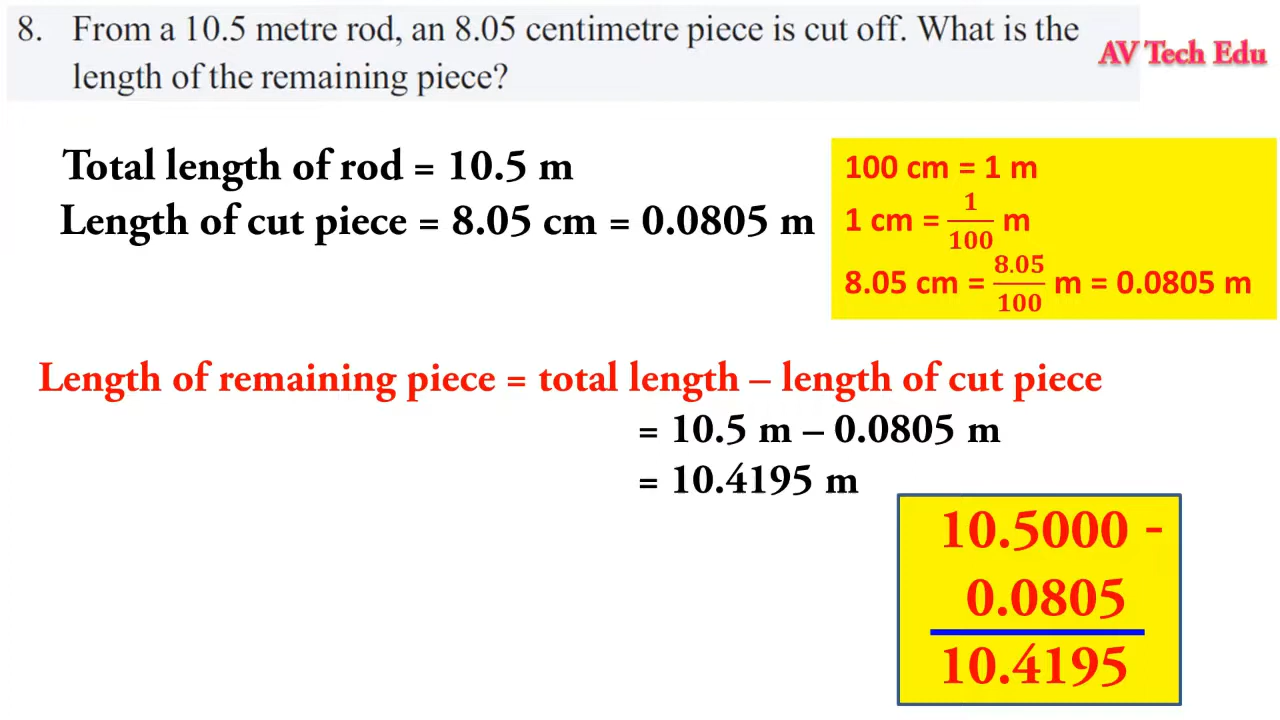 8. From a 10.5 metre rod, an 8.05 centimetre piece is cut off. What is the
length of the remaining piece?
AV Tech Edu
Total length of rod = 10.5 m
Length of cut piece = 8.05 cm = 0.0805 m
100 cm = 1 m
1 cm = 1/100 m
8.05 cm = 8.05/100 m = 0.0805 m
Length of remaining piece = total length – length of cut piece
= 10.5 m – 0.0805 m
= 10.4195 m
10.5000 -
0.0805
10.4195